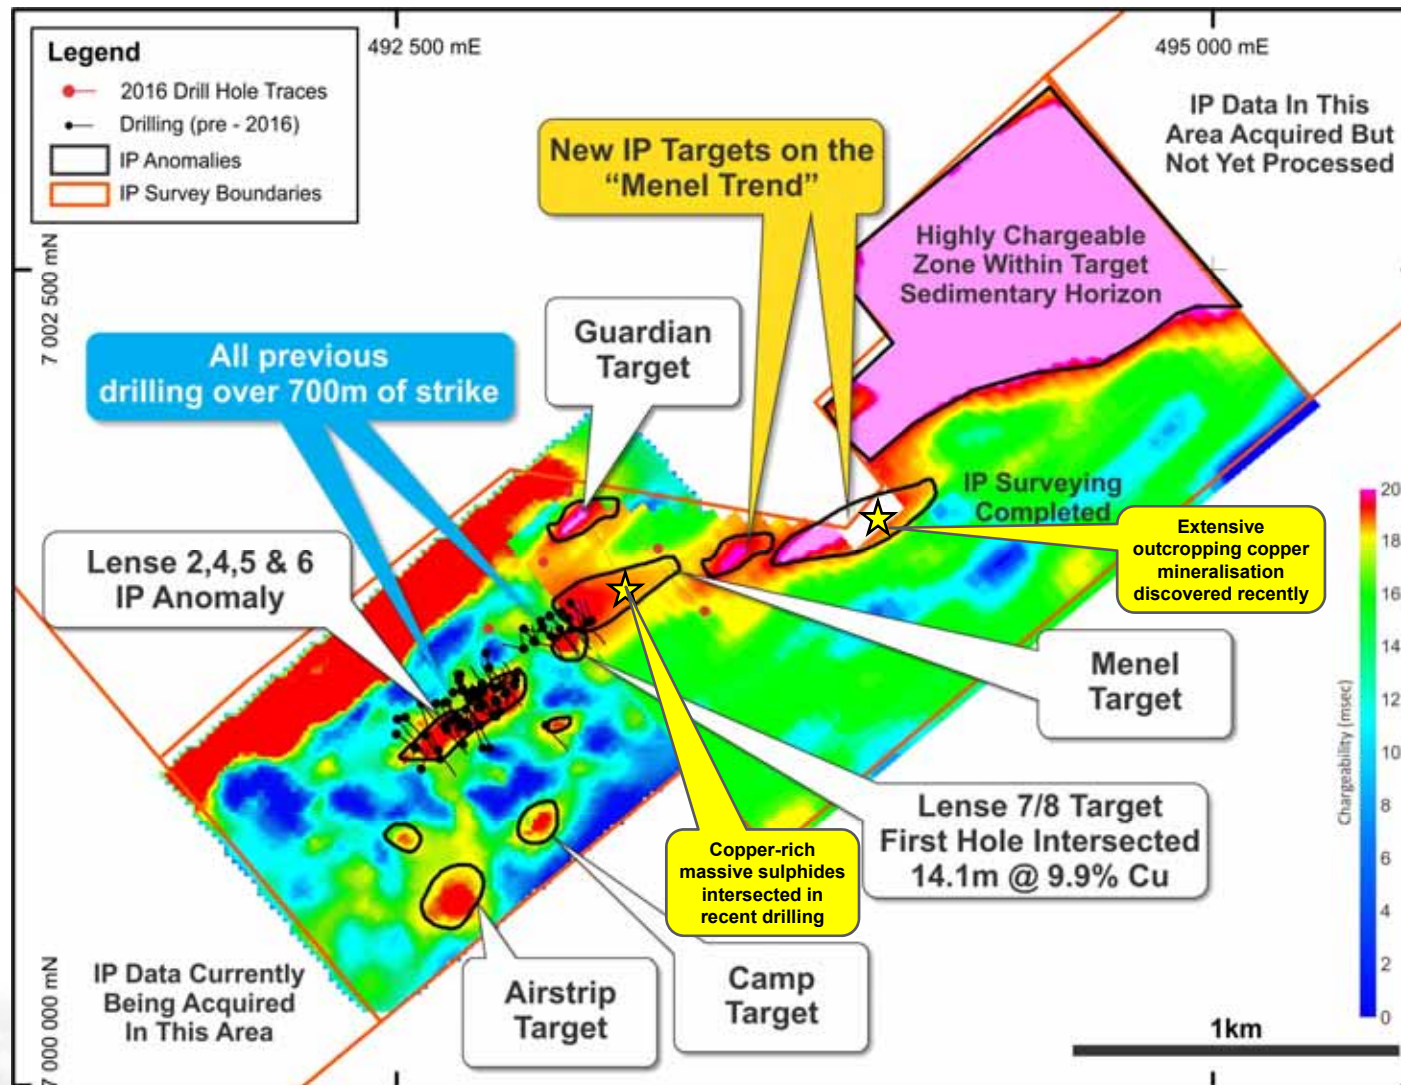 492 500 mE
495 000 mE
Legend
2016 Drill Hole Traces
Drilling (pre - 2016)
IP Anomalies
IP Survey Boundaries
IP Data In This
Area Acquired But
Not Yet Processed
New IP Targets on the
“Menel Trend”
Highly Chargeable
Zone Within Target
Sedimentary Horizon
7 002 500 mN
Guardian
Target
All previous
drilling over 700m of strike
IP Surveying
Completed
Extensive
outcropping copper
mineralisation
discovered recently
Lense 2,4,5 & 6
IP Anomaly
Menel
Target
Lense 7/8 Target
First Hole Intersected
14.1m @ 9.9% Cu
Copper-rich
massive sulphides
intersected in
recent drilling
Camp
Target
Airstrip
Target
IP Data Currently
Being Acquired
In This Area
7 000 000 mN
1km
Chargeability (msec)
20
18
16
14
12
10
8
6
4
2
0